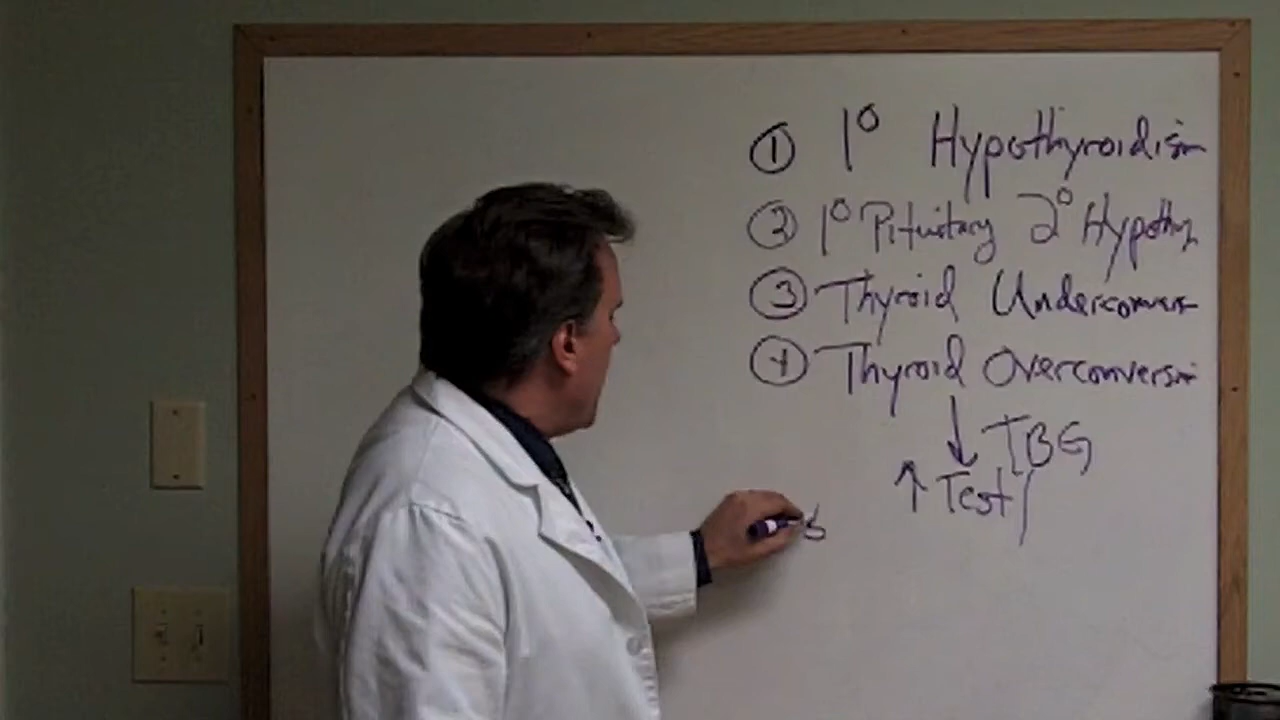 ① 1° Hypothyroidism
② 1° Pituitary 2° Hypothy
③ Thyroid Underconvers
④ Thyroid Overconversi
↓ TBG
↑ Test /